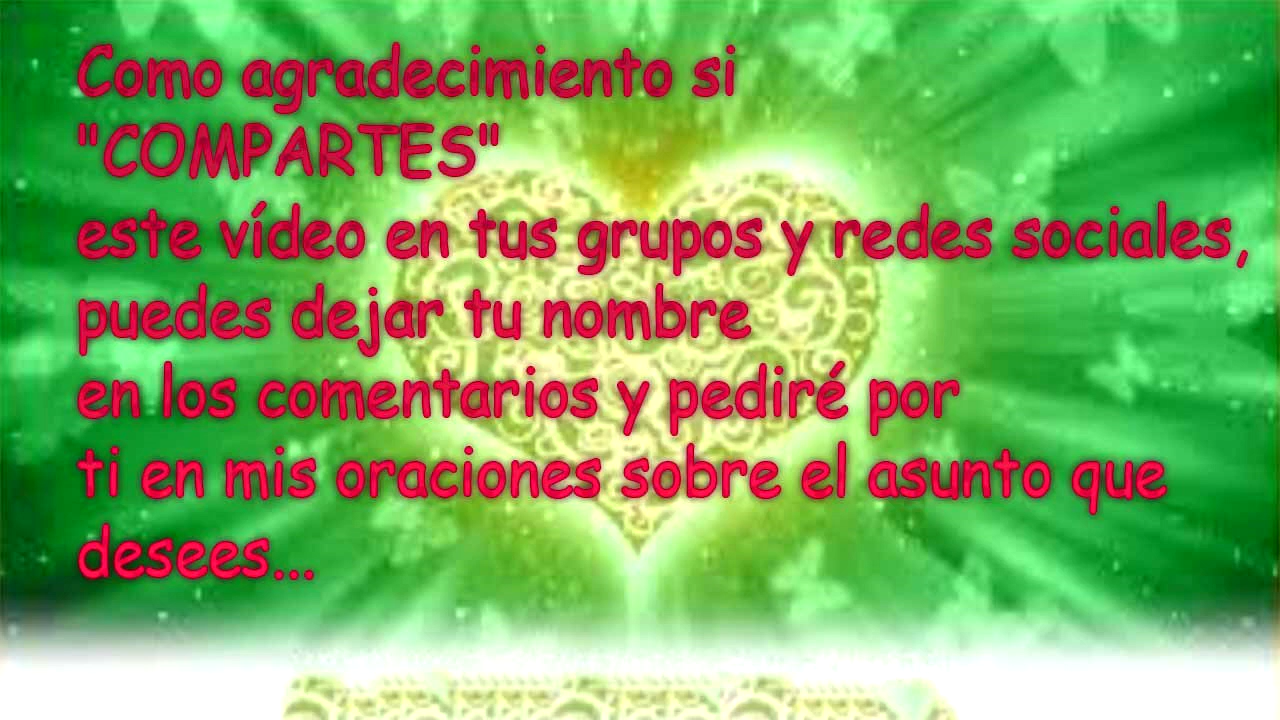 Como agradecimiento si
"COMPARTES"
este vídeo en tus grupos y redes sociales,
puedes dejar tu nombre
en los comentarios y pediré por
ti en mis oraciones sobre el asunto que
desees...